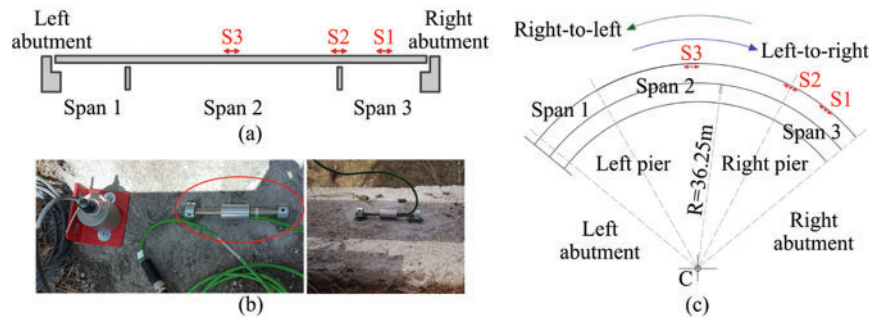 Left
abutment
S3
S2
S1
Right
abutment
Span 1
Span 2
Span 3
(a)
(b)
Right-to-left
Left-to-right
S3
S2
S1
Span 1
Span 2
Span 3
Left pier
Right pier
R=36.25m
Left
abutment
Right
abutment
C
(c)